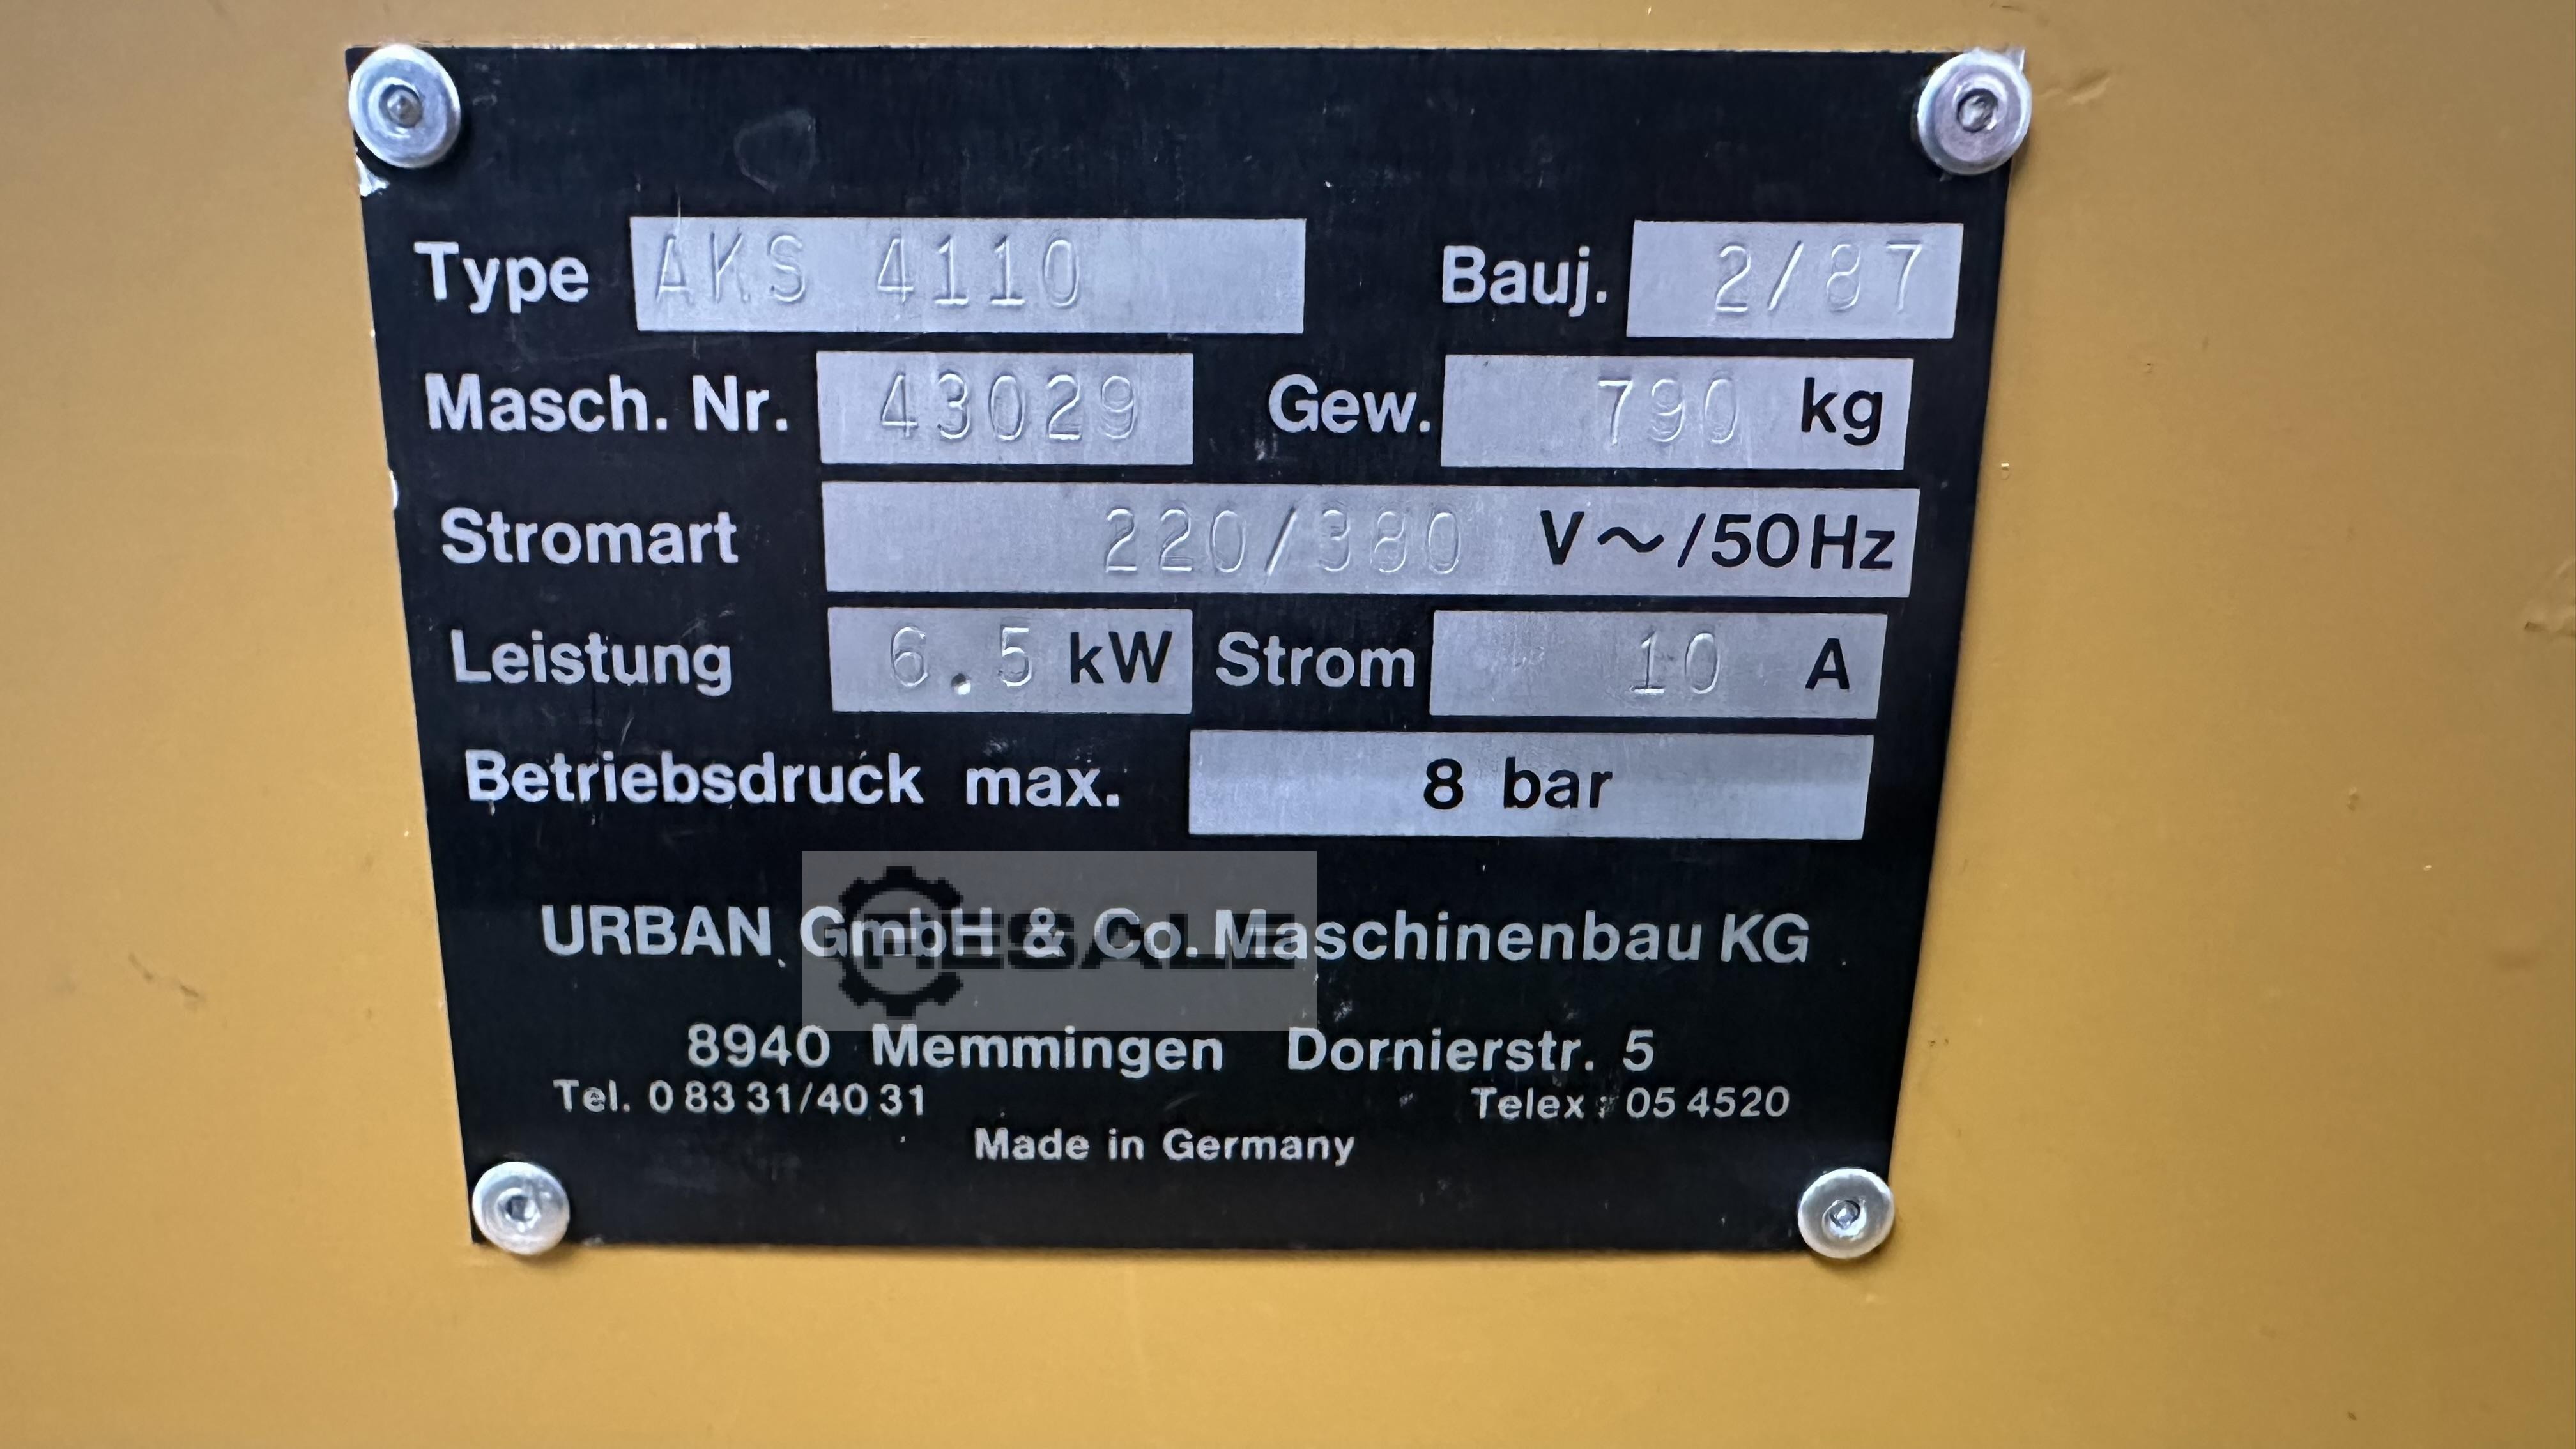 Type AKS 4110 Bauj. 2/87
Masch. Nr. 43029 Gew. 790 kg
Stromart 220/380 V~/50Hz
Leistung 6.5 kW Strom 10 A
Betriebsdruck max. 8 bar
URBAN GmbH & Co. Maschinenbau KG
RESALE
8940 Memmingen Dornierstr. 5
Tel. 0 83 31/40 31 Telex : 05 4520
Made in Germany